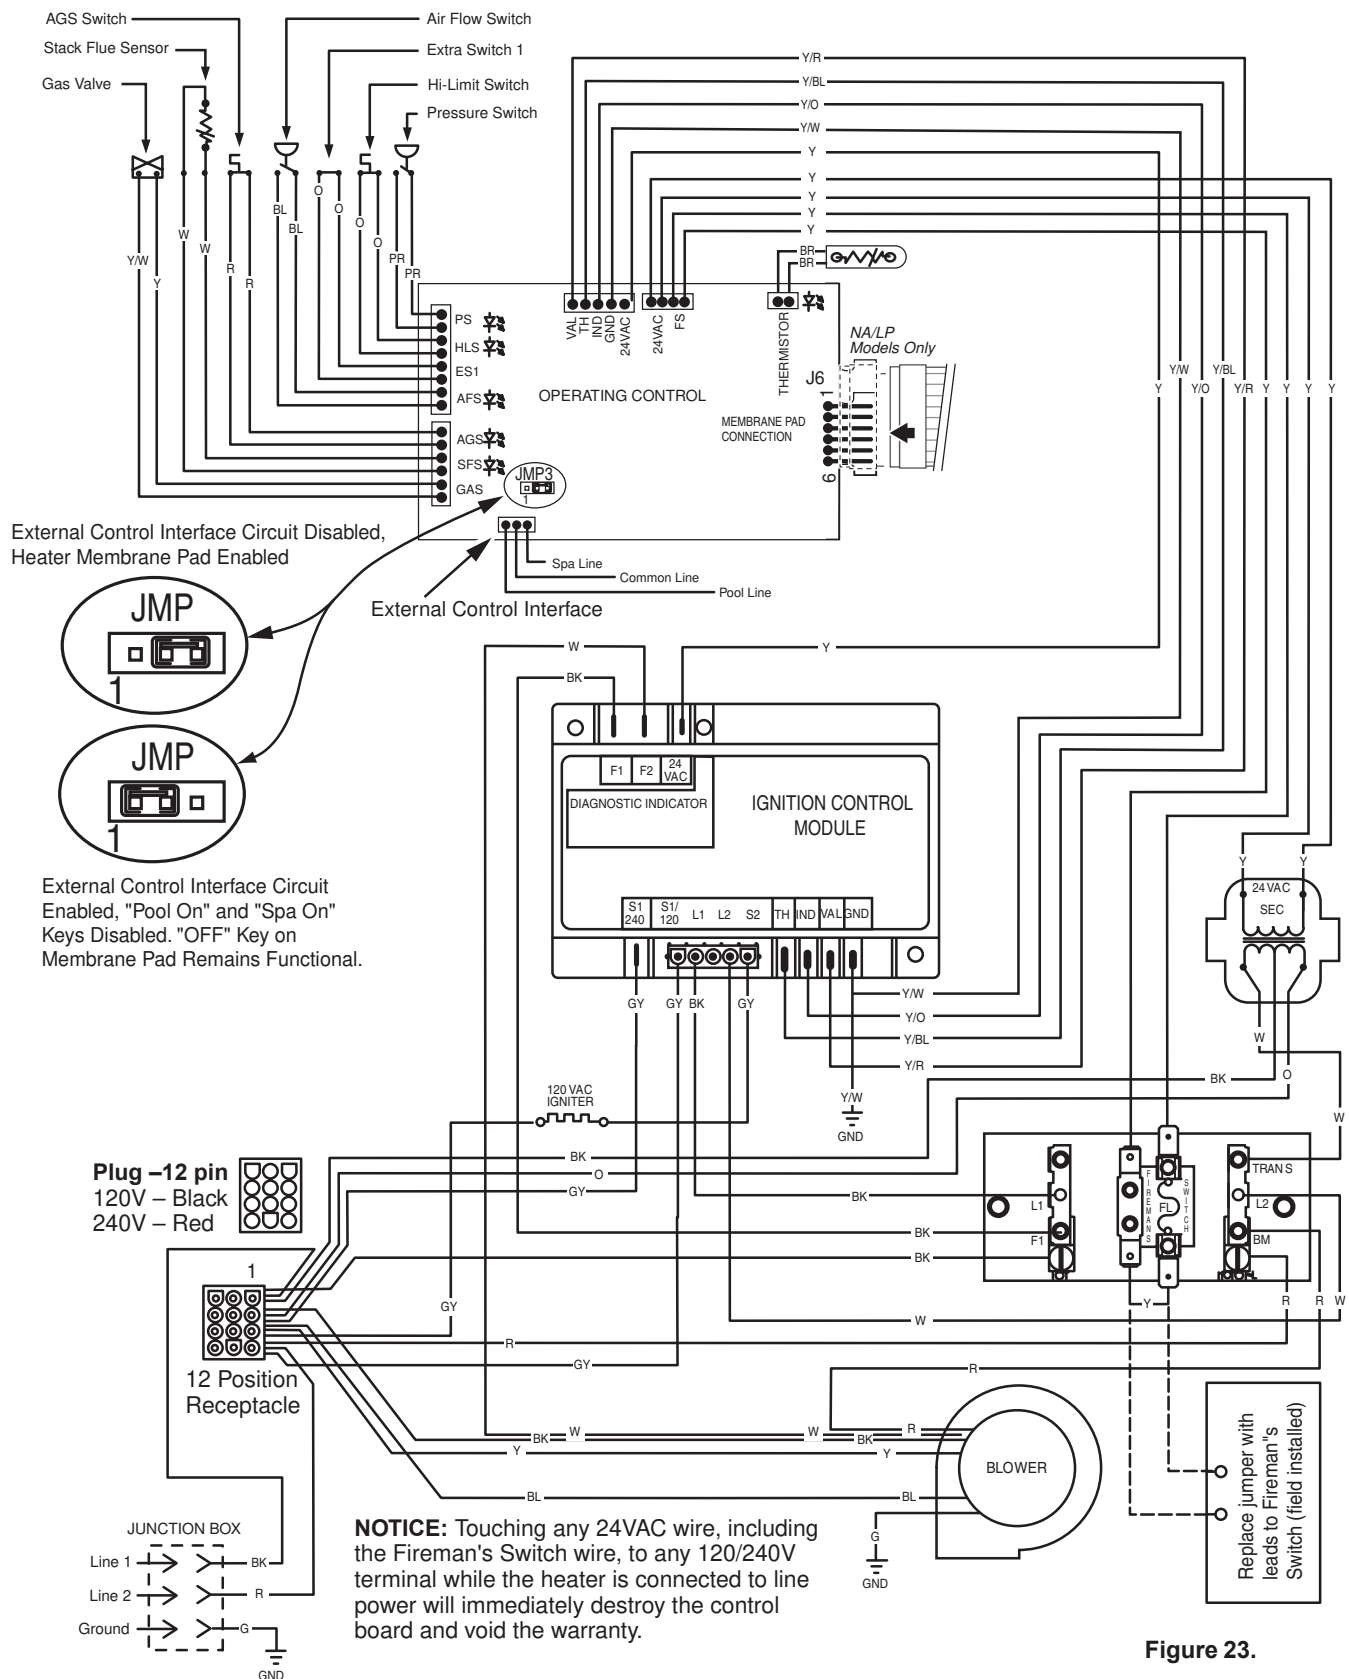 AGS Switch
Air Flow Switch
Stack Flue Sensor
Extra Switch 1
Gas Valve
Hi-Limit Switch
Pressure Switch
Y/R
Y/BL
Y/O
Y/W
Y
Y
Y
Y
Y
O
O
BL
BL
O
O
W
W
PR
PR
Y/W
Y
R
R
BR
BR
PS
HLS
ES1
AFS
AGS
SFS
GAS
VAL
TH
IND
GND
24VAC
24VAC
FS
THERMISTOR
NA/LP
Models Only
J6
1
6
OPERATING CONTROL
MEMBRANE PAD
CONNECTION
JMP3
1
Y
Y/W
Y/O
Y/BL
Y/R
Y
Y
Y
Y
External Control Interface Circuit Disabled,
Heater Membrane Pad Enabled
Spa Line
Common Line
Pool Line
External Control Interface
JMP
1
JMP
1
External Control Interface Circuit
Enabled, "Pool On" and "Spa On"
Keys Disabled. "OFF" Key on
Membrane Pad Remains Functional.
W
Y
BK
F1
F2
24
VAC
DIAGNOSTIC INDICATOR
IGNITION CONTROL
MODULE
S1
240
S1/
120
L1
L2
S2
TH
IND
VAL
GND
GY
GY
BK
GY
Y/W
Y/O
Y/BL
Y/R
Y/W
GND
Y
Y
24 VAC
SEC
W
O
BK
W
120 VAC
IGNITER
Plug –12 pin
120V – Black
240V – Red
BK
O
GY
BK
BK
BK
L1
F1
FIREMANS
FL
SWITCH
TRANS
L2
BM
Y
R
R
W
1
12 Position
Receptacle
GY
R
W
GY
R
BK
W
W
BK
R
Y
Y
BL
BL
BLOWER
G
GND
Replace jumper with
leads to Fireman"s
Switch (field installed)
JUNCTION BOX
Line 1
BK
Line 2
R
Ground
G
GND
NOTICE: Touching any 24VAC wire, including
the Fireman's Switch wire, to any 120/240V
terminal while the heater is connected to line
power will immediately destroy the control
board and void the warranty.
Figure 23.